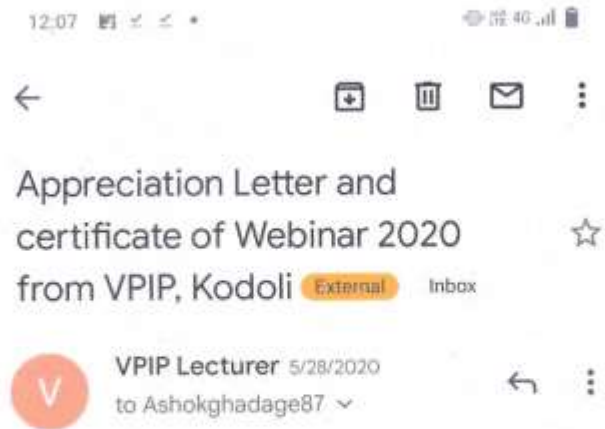 12:07
4G
Appreciation Letter and
certificate of Webinar 2020
from VPIP, Kodoli External Inbox
V
VPIP Lecturer 5/28/2020
to Ashokghadage87